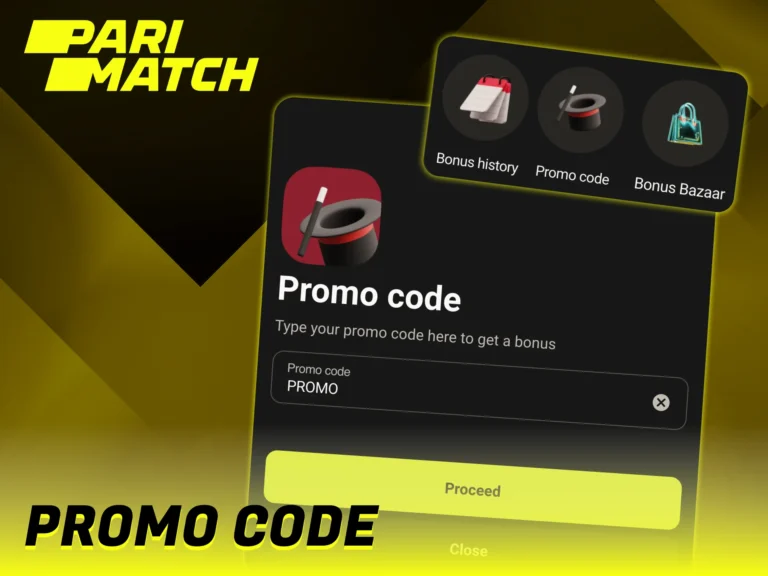 PARI
MATCH
Bonus history
Promo code
Bonus Bazaar
Promo code
Type your promo code here to get a bonus
Promo code
PROMO
Proceed
Close
PROMO CODE